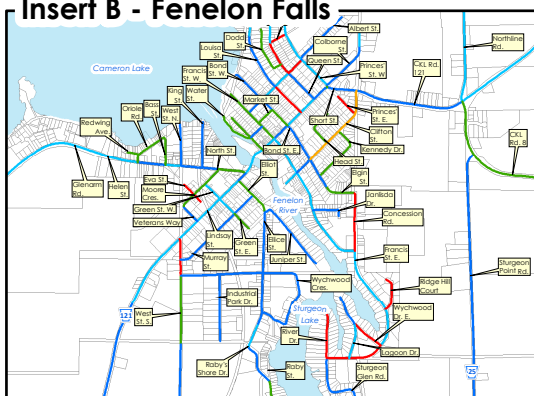 Insert B - Fenelon Falls
Albert St.
Dodd
St.
Colborne
St.
Northline
Rd.
Louisa
St.
Queen St.
Bond
St. W.
Princes
St. W
CKL Rd.
121
Cameron Lake
Francis
St. W.
King
St.
Water
St.
Market St.
Bass
St.
West
St. N.
Oriole
Rd.
Short St.
Princes
St. E.
Redwing
Ave.
Clifton
St.
CKL
Rd. 8
Bond St. E.
Kennedy Dr.
North St.
Head St.
Elliot
St.
Elgin
St.
Eva St.
Glenarm
Rd.
Helen
St.
Moore
Cres.
Fenelon
River
Janlisda
Dr.
Green St. W.
Concession
Rd.
Veterans Way
Lindsay
St.
Green
St. E.
Ellice
St.
Francis
St. E.
Murray
St.
Juniper St.
Sturgeon
Point Rd.
Wychwood
Cres.
Ridge Hill
Court
Industrial
Park Dr.
121
West
St. S.
Sturgeon
Lake
Wychwood
Dr. E.
River
Dr.
Lagoon Dr.
Raby's
Shore Dr.
Raby
St.
Sturgeon
Glen Rd.
25